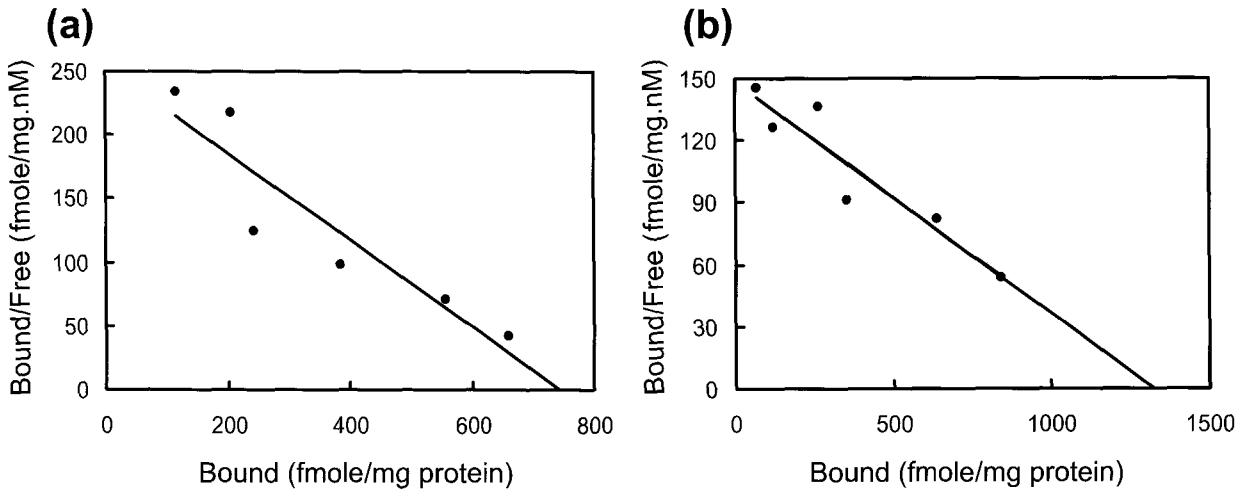 (a)
Bound/Free (fmole/mg.nM)
250
200
150
100
50
0
0 200 400 600 800
Bound (fmole/mg protein)
(b)
Bound/Free (fmole/mg.nM)
150
120
90
60
30
0
0 500 1000 1500
Bound (fmole/mg protein)